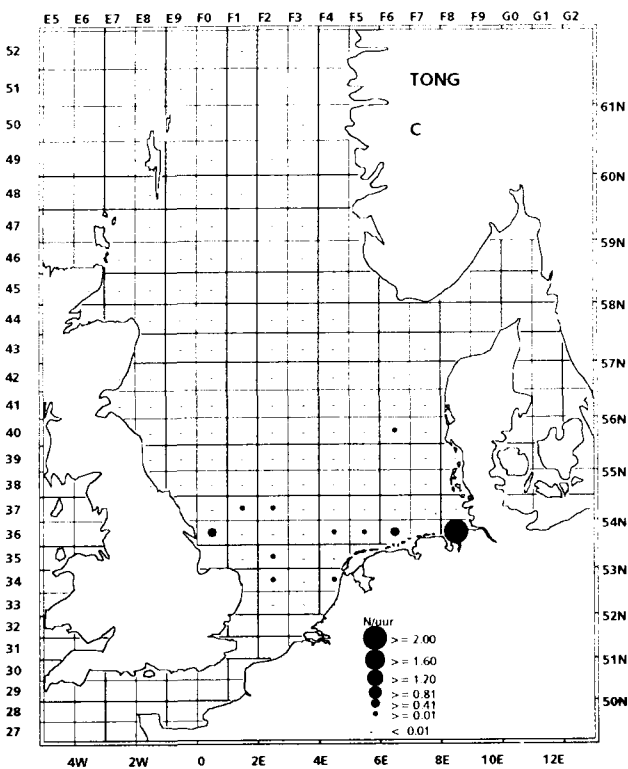 E5 E6 E7 E8 E9 F0 F1 F2 F3 F4 F5 F6 F7 F8 F9 G0 G1 G2
52
TONG
51
61N
50
C
49
60N
48
47
59N
46
45
58N
44
43
57N
42
41
56N
40
39
55N
38
37
54N
36
35
53N
34
33
N/uur
52N
32
>= 2.00
31
>= 1.60
51N
30
>= 1.20
29
>= 0.81
50N
>= 0.41
28
>= 0.01
27
< 0.01
4W 2W 0 2E 4E 6E 8E 10E 12E